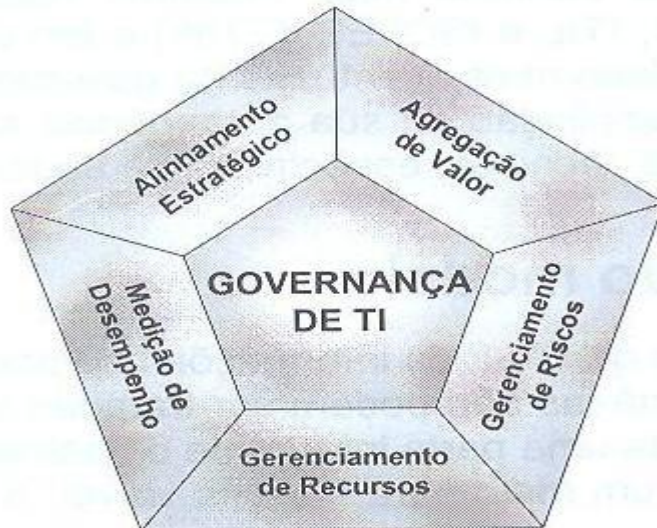 Alinhamento
Estratégico
Agregação
de Valor
GOVERNANÇA
DE TI
Medição de
Desempenho
Gerenciamento
de Riscos
Gerenciamento
de Recursos